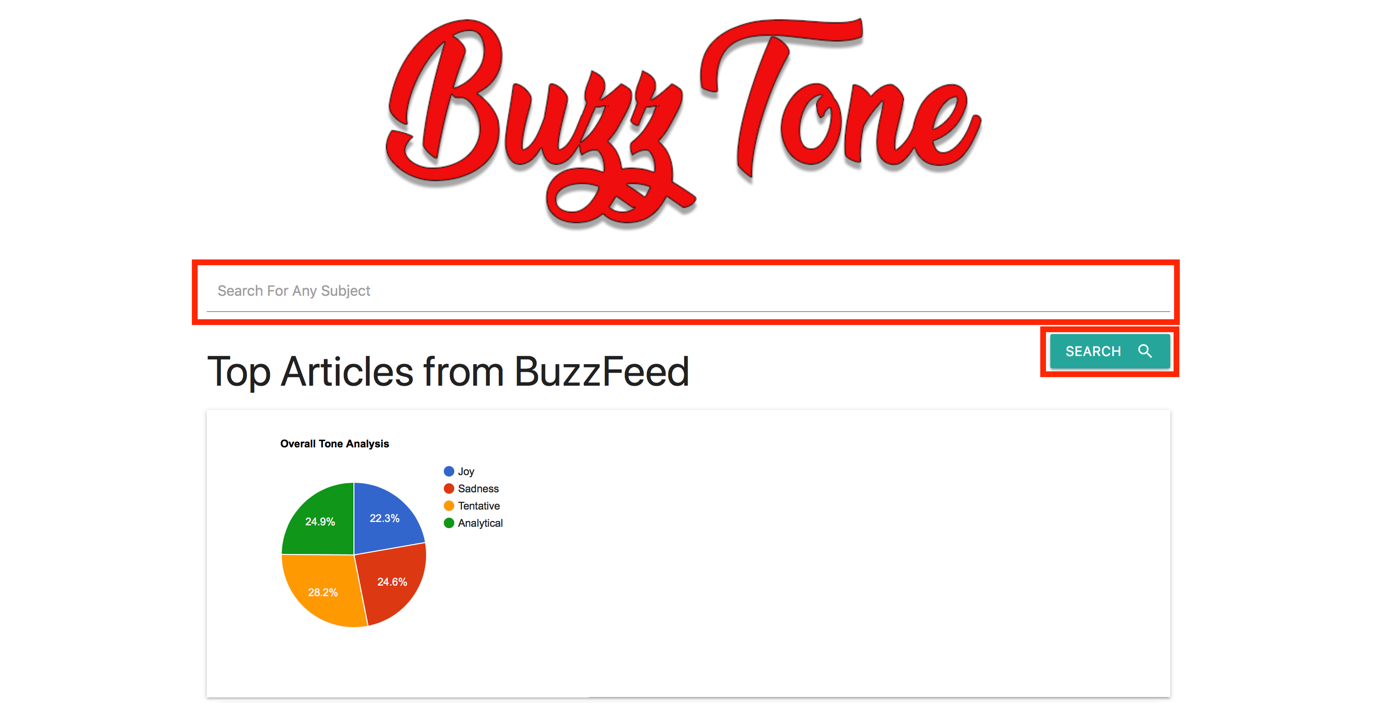 Buzz Tone
Search For Any Subject
SEARCH
Top Articles from BuzzFeed
Overall Tone Analysis
Joy
Sadness
Tentative
Analytical
24.9%
22.3%
24.6%
28.2%